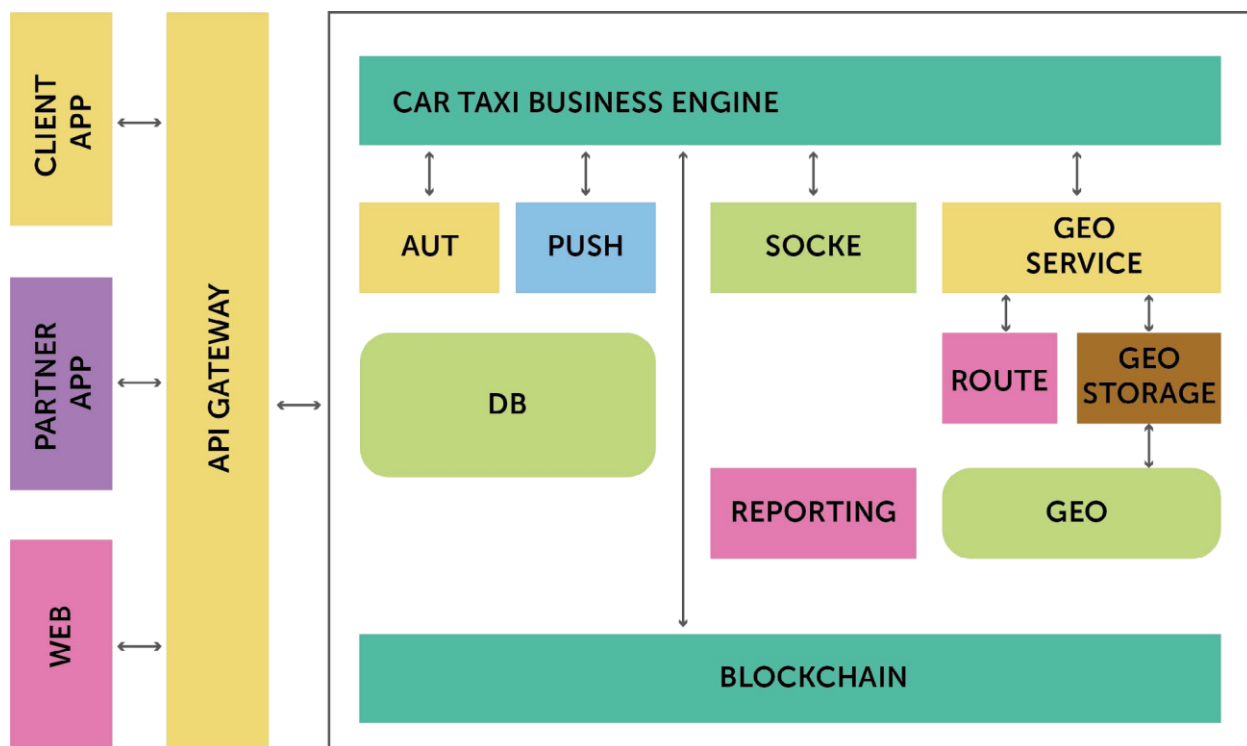 CLIENT
APP
PARTNER
APP
WEB
API GATEWAY
CAR TAXI BUSINESS ENGINE
AUT
PUSH
SOCKE
GEO
SERVICE
DB
ROUTE
GEO
STORAGE
REPORTING
GEO
BLOCKCHAIN